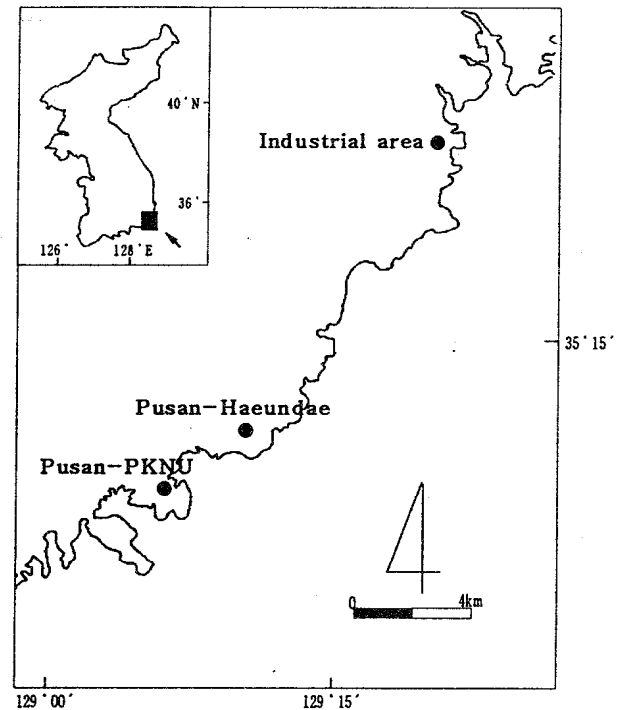 40°N
36°
126°
128°E
Industrial area
35°15'
Pusan-Haeundae
Pusan-PKNU
0
4km
129°00'
129°15'